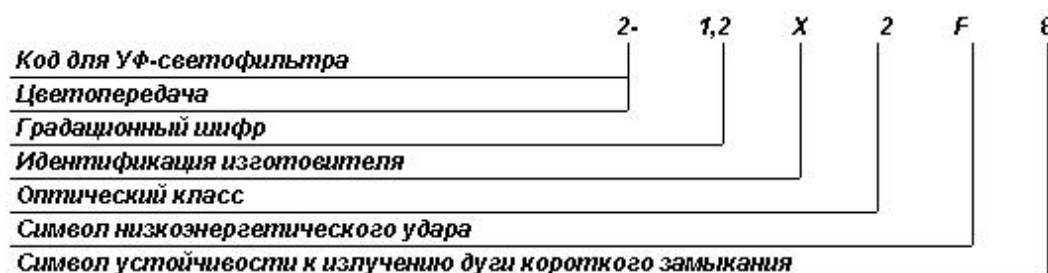 2- 1,2 X 2 F 8
Код для УФ-светофильтра
Цветопередача
Градационный шифр
Идентификация изготовителя
Оптический класс
Символ низкоэнергетического удара
Символ устойчивости к излучению дуги короткого замыкания